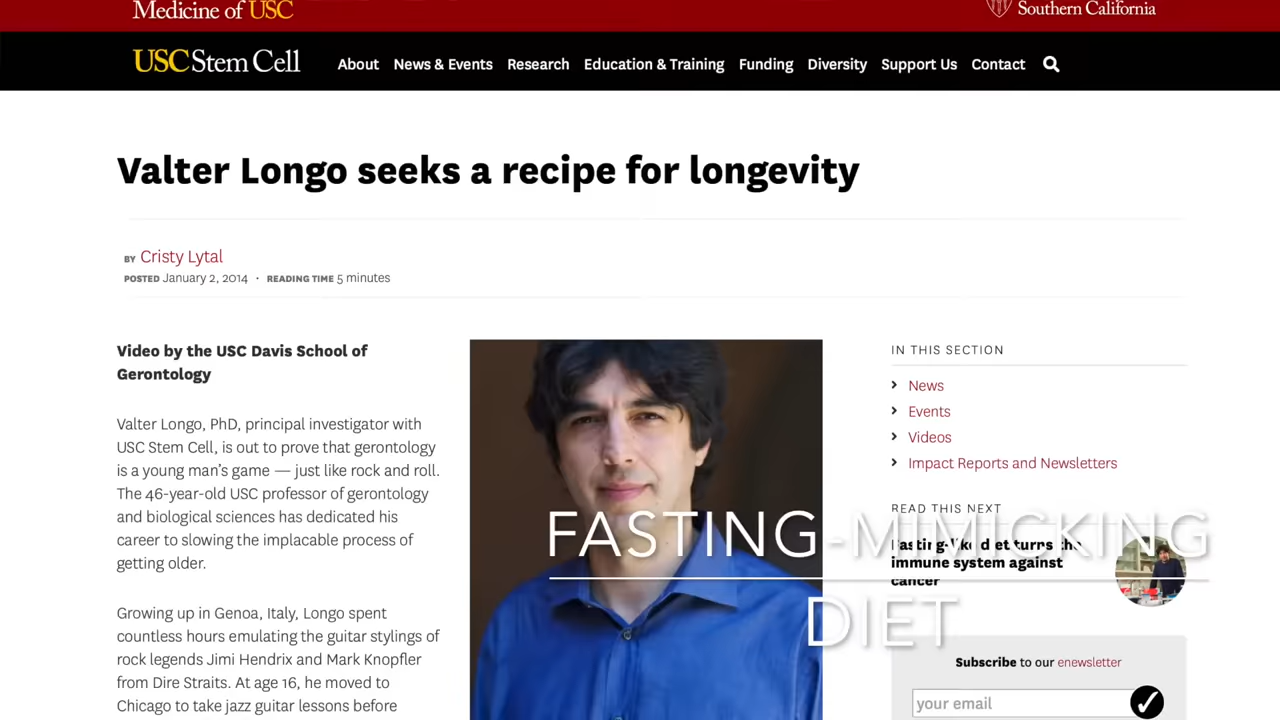 Medicine of USC
Southern California
USC Stem Cell
About News & Events Research Education & Training Funding Diversity Support Us Contact
Valter Longo seeks a recipe for longevity
BY Cristy Lytal
POSTED January 2, 2014 · READING TIME 5 minutes
Video by the USC Davis School of
Gerontology
Valter Longo, PhD, principal investigator with
USC Stem Cell, is out to prove that gerontology
is a young man's game — just like rock and roll.
The 46-year-old USC professor of gerontology
and biological sciences has dedicated his
career to slowing the implacable process of
getting older.
Growing up in Genoa, Italy, Longo spent
countless hours emulating the guitar stylings of
rock legends Jimi Hendrix and Mark Knopfler
from Dire Straits. At age 16, he moved to
Chicago to take jazz guitar lessons before
IN THIS SECTION
News
Events
Videos
Impact Reports and Newsletters
READ THIS NEXT
Fasting-like diet turns the
immune system against
cancer
FASTING-MIMICKING
DIET
Subscribe to our enewsletter
your email